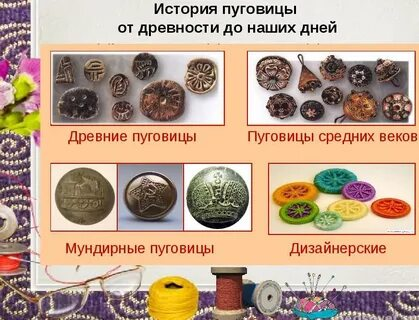 История пуговицы
от древности до наших дней
Древние пуговицы
Пуговицы средних веков
Мундирные пуговицы
Дизайнерские